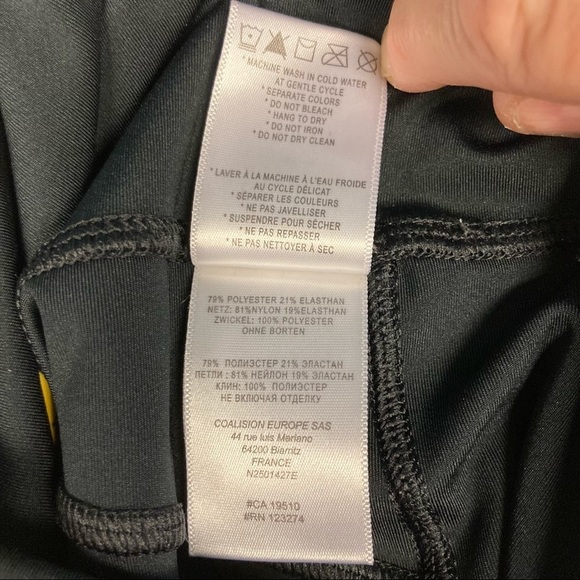 * MACHINE WASH IN COLD WATER
AT GENTLE CYCLE
* SEPARATE COLORS
* DO NOT BLEACH
* HANG TO DRY
* DO NOT IRON
* DO NOT DRY CLEAN
* LAVER À LA MACHINE À L'EAU FROIDE
AU CYCLE DÉLICAT
* SÉPARER LES COULEURS
* NE PAS JAVELLISER
* SUSPENDRE POUR SÉCHER
* NE PAS REPASSER
* NE PAS NETTOYER À SEC
79% POLYESTER 21% ELASTHAN
NETZ: 81%NYLON 19%ELASTHAN
ZWICKEL: 100% POLYESTER
OHNE BORTEN
79% ПОЛИЭСТЕР 21% ЭЛАСТАН
ПЕТЛИ : 81% НЕЙЛОН 19% ЭЛАСТАН
КЛИН: 100% ПОЛИЭСТЕР
НЕ ВКЛЮЧАЯ ОТДЕЛКУ
COALISION EUROPE SAS
44 rue luis Mariano
64200 Biarritz
FRANCE
N2501427E
#CA 19510
#RN 123274